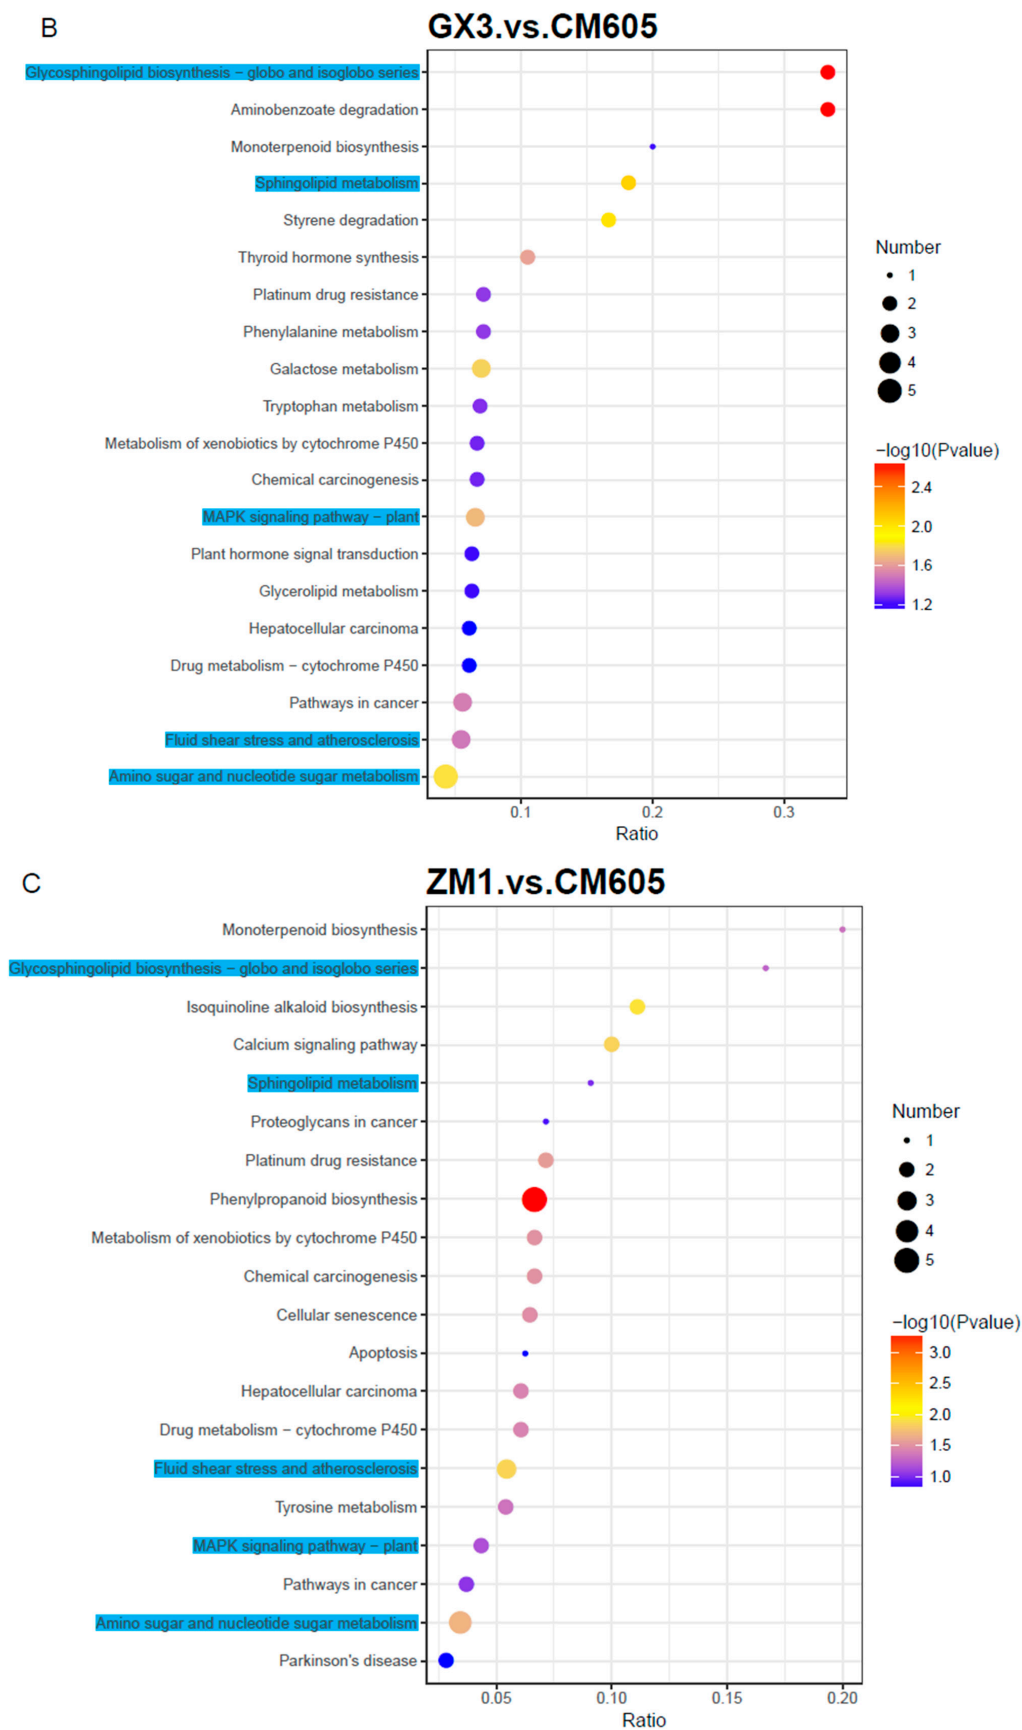 B
GX3.vs.CM605
Glycosphingolipid biosynthesis − globo and isoglobo series
Aminobenzoate degradation
Monoterpenoid biosynthesis
Sphingolipid metabolism
Styrene degradation
Thyroid hormone synthesis
Platinum drug resistance
Phenylalanine metabolism
Galactose metabolism
Tryptophan metabolism
Metabolism of xenobiotics by cytochrome P450
Chemical carcinogenesis
MAPK signaling pathway − plant
Plant hormone signal transduction
Glycerolipid metabolism
Hepatocellular carcinoma
Drug metabolism − cytochrome P450
Pathways in cancer
Fluid shear stress and atherosclerosis
Amino sugar and nucleotide sugar metabolism
0.1 0.2 0.3
Ratio
Number
1
2
3
4
5
−log10(Pvalue)
2.4
2.0
1.6
1.2
C
ZM1.vs.CM605
Monoterpenoid biosynthesis
Glycosphingolipid biosynthesis − globo and isoglobo series
Isoquinoline alkaloid biosynthesis
Calcium signaling pathway
Sphingolipid metabolism
Proteoglycans in cancer
Platinum drug resistance
Phenylpropanoid biosynthesis
Metabolism of xenobiotics by cytochrome P450
Chemical carcinogenesis
Cellular senescence
Apoptosis
Hepatocellular carcinoma
Drug metabolism − cytochrome P450
Fluid shear stress and atherosclerosis
Tyrosine metabolism
MAPK signaling pathway − plant
Pathways in cancer
Amino sugar and nucleotide sugar metabolism
Parkinson's disease
0.05 0.10 0.15 0.20
Ratio
Number
1
2
3
4
5
−log10(Pvalue)
3.0
2.5
2.0
1.5
1.0